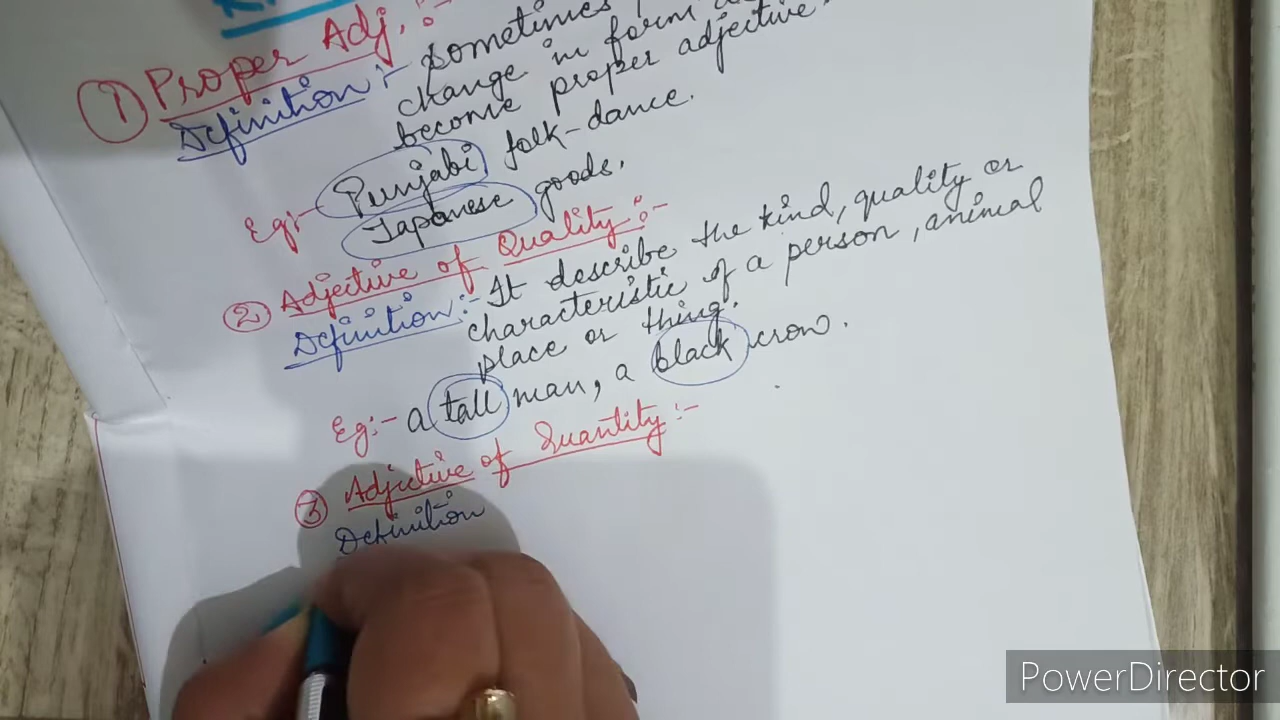 ① Proper Adj. :-
Definition :- sometimes
change in form
become proper adjective.
Eg:- Punjabi folk-dance.
Japanese goods.
② Adjective of Quality :-
Definition :- It describe the kind, quality or
characteristic of a person, animal
place or thing.
Eg:- a tall man, a black crow.
③ Adjective of Quantity :-
Definition
PowerDirector